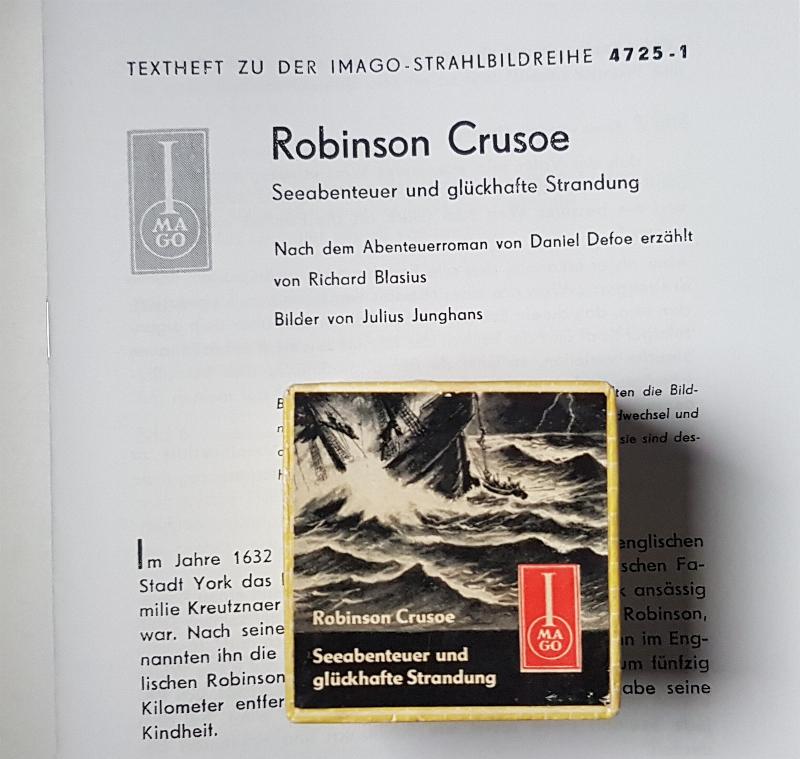 TEXTHEFT ZU DER IMAGO-STRAHLBILDREIHE 4725-1
I
MA
GO
Robinson Crusoe
Seeabenteuer und glückhafte Strandung
Nach dem Abenteuerroman von Daniel Defoe erzählt
von Richard Blasius
Bilder von Julius Junghans
die Bild-
und
sie sind des-
Im Jahre 1632 englischen
Stadt York das schen Fa-
milie Kreutznaer ansässig
war. Nach seine Robinson,
nannten ihn die im Eng-
lischen Robinson um fünfzig
Kilometer entfer abe seine
Kindheit.
Robinson Crusoe
Seeabenteuer und
glückhafte Strandung
I
MA
GO